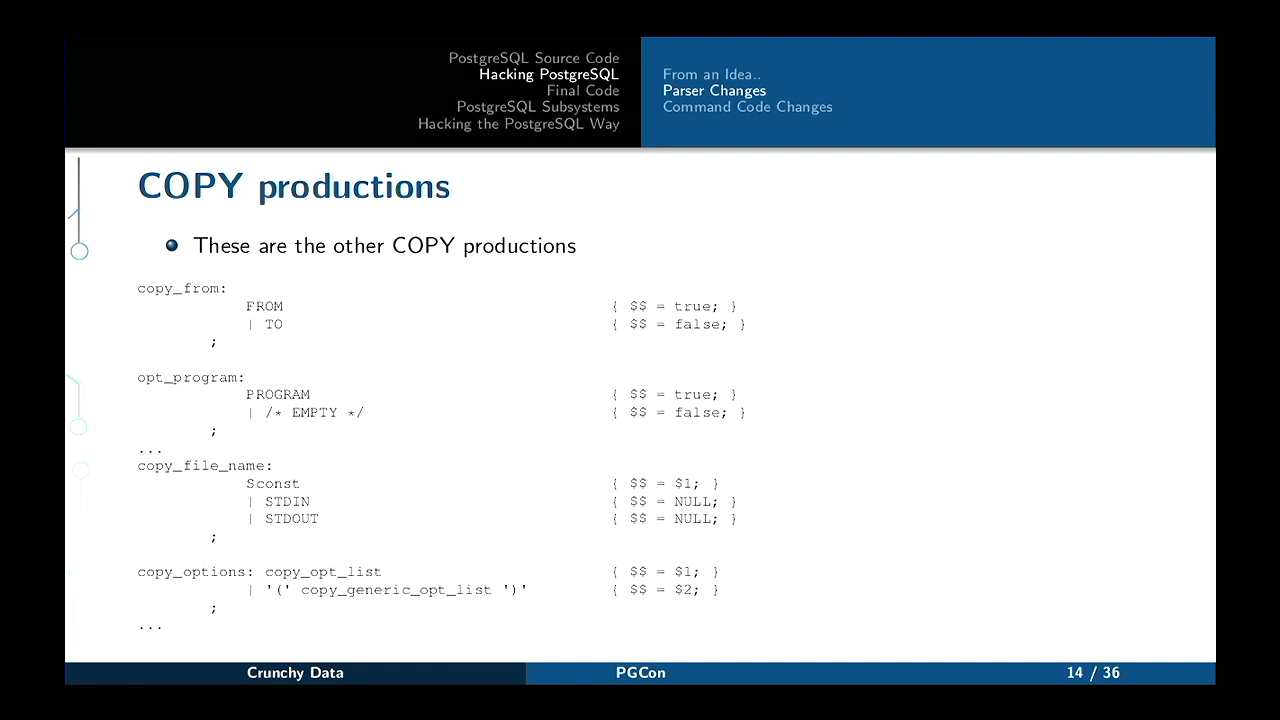 PostgreSQL Source Code
Hacking PostgreSQL
Final Code
PostgreSQL Subsystems
Hacking the PostgreSQL Way
From an Idea..
Parser Changes
Command Code Changes
COPY productions
These are the other COPY productions
copy_from:
FROM { $$ = true; }
| TO { $$ = false; }
;
opt_program:
PROGRAM { $$ = true; }
| /* EMPTY */ { $$ = false; }
;
...
copy_file_name:
Sconst { $$ = $1; }
| STDIN { $$ = NULL; }
| STDOUT { $$ = NULL; }
;
copy_options: copy_opt_list { $$ = $1; }
| '(' copy_generic_opt_list ')' { $$ = $2; }
;
...
Crunchy Data PGCon 14 / 36